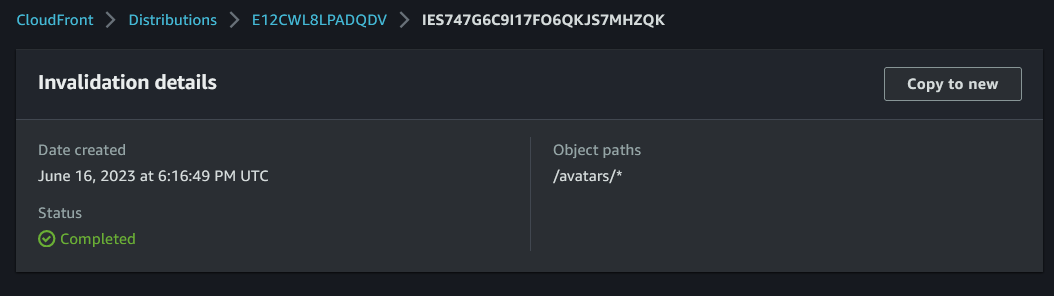 CloudFront > Distributions > E12CWL8LPADQDV > IES747G6C9I17FO6QKJS7MHZQK
Invalidation details
Copy to new
Date created
June 16, 2023 at 6:16:49 PM UTC
Status
Completed
Object paths
/avatars/*